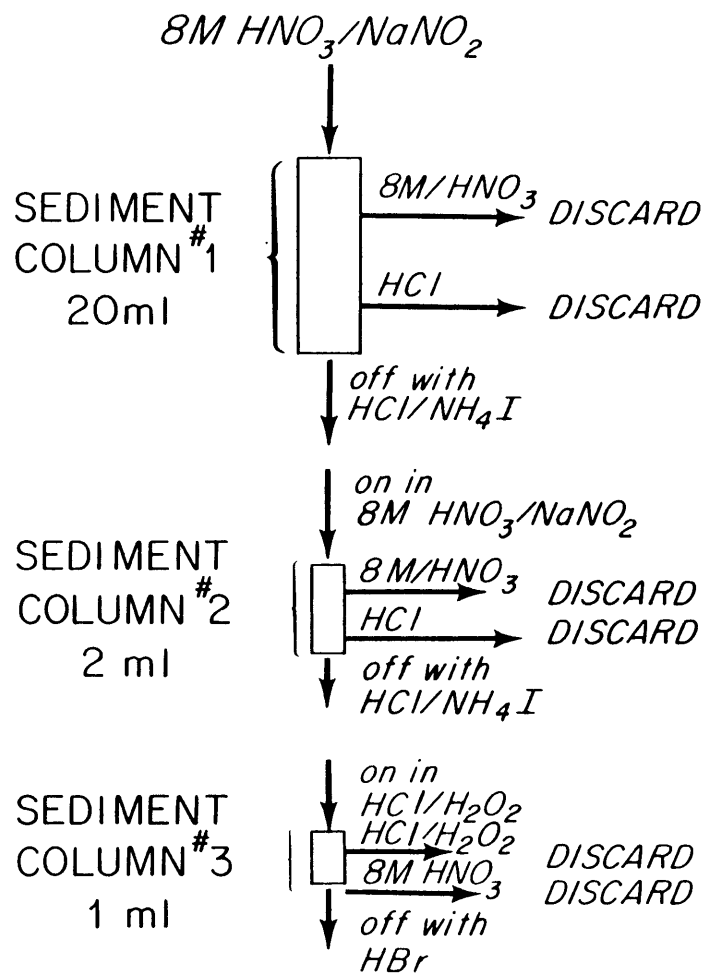 8M HNO₃/NaNO₂
SEDIMENT
COLUMN #1
20ml
8M/HNO₃
DISCARD
HCl
DISCARD
off with
HCl/NH₄I
on in
8M HNO₃/NaNO₂
SEDIMENT
COLUMN #2
2 ml
8M/HNO₃
DISCARD
HCl
DISCARD
off with
HCl/NH₄I
on in
HCl/H₂O₂
SEDIMENT
COLUMN #3
1 ml
HCl/H₂O₂
DISCARD
8M HNO₃
DISCARD
off with
HBr